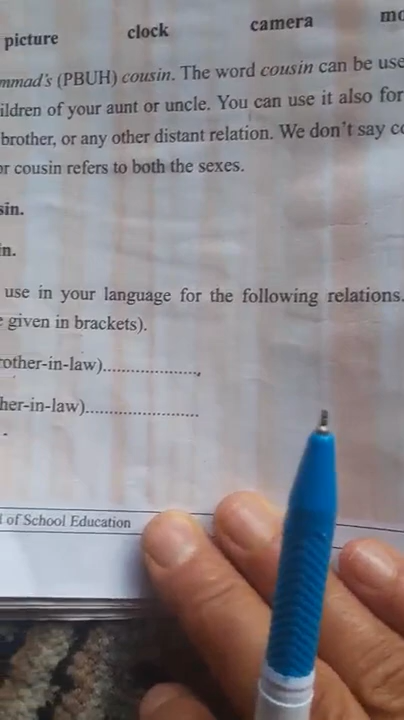 picture clock camera
mmad's (PBUH) cousin. The word cousin can be use
ildren of your aunt or uncle. You can use it also for
brother, or any other distant relation. We don't say
or cousin refers to both the sexes.
sin.
in.
use in your language for the following relations.
given in brackets).
rother-in-law)....................
her-in-law)........................
of School Education